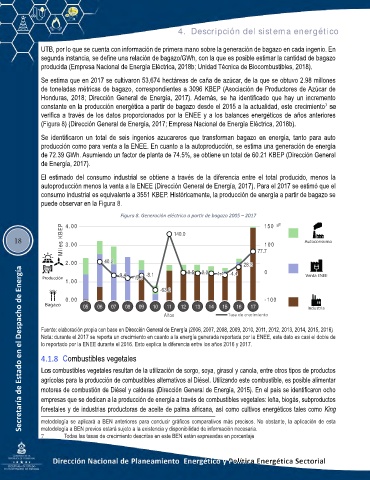 4. Descripción del sistema energético
UTB, por lo que se cuenta con información de primera mano sobre la generación de bagazo en cada ingenio. En
segunda instancia, se define una relación de bagazo/GWh, con la que es posible estimar la cantidad de bagazo
producida (Empresa Nacional de Energía Eléctrica, 2018b; Unidad Técnica de Biocombustibles, 2018).
Se estima que en 2017 se cultivaron 53,674 hectáreas de caña de azúcar, de la que se obtuvo 2.98 millones
de toneladas métricas de bagazo, correspondientes a 3096 KBEP (Asociación de Productores de Azúcar de
Honduras, 2018; Dirección General de Energía, 2017). Además, se ha identificado que hay un incremento
constante en la producción energética a partir de bagazo desde el 2015 a la actualidad, este crecimiento⁷ se
verifica a través de los datos proporcionados por la ENEE y a los balances energéticos de años anteriores
(Figura 8) (Dirección General de Energía, 2017; Empresa Nacional de Energía Eléctrica, 2018b).
Se identificaron un total de seis ingenios azucareros que transforman bagazo en energía, tanto para auto
producción como para venta a la ENEE. En cuanto a la autoproducción, se estima una generación de energía
de 72.39 GWh. Asumiendo un factor de planta de 74.5%, se obtiene un total de 60.21 KBEP (Dirección General
de Energía, 2017).
El estimado del consumo industrial se obtiene a través de la diferencia entre el total producido, menos la
autoproducción menos la venta a la ENEE (Dirección General de Energía, 2017). Para el 2017 se estimó que el
consumo industrial es equivalente a 3551 KBEP. Históricamente, la producción de energía a partir de bagazo se
puede observar en la Figura 8.
Figura 8. Generación eléctrica a partir de bagazo 2005 – 2017
Miles KBEP
4.00
3.00
2.00
1.00
0.00
150
100
0
-100
140.0
77.7
05 06 07 08 09 10 11 12 13 14 15 16 17
Años
Tasa de crecimiento
Producción
Bagazo
Autoconsumo
Venta ENEE
Industria
18
Secretaría de Estado en el Despacho de Energía
Fuente: elaboración propia con base en Dirección General de Energía (2006, 2007, 2008, 2009, 2010, 2011, 2012, 2013, 2014, 2015, 2016).
Nota: durante el 2017 se reporta un crecimiento en cuanto a la energía generada reportada por la ENEE, este dato es casi el doble de
lo reportado por la ENEE durante el 2016. Esto explica la diferencia entre los años 2016 y 2017.
4.1.8 Combustibles vegetales
Los combustibles vegetales resultan de la utilización de sorgo, soya, girasol y canola, entre otros tipos de productos
agrícolas para la producción de combustibles alternativos al Diésel. Utilizando este combustible, es posible alimentar
motores de combustión de Diésel y calderas (Dirección General de Energía, 2015). En el país se identificaron ocho
empresas que se dedican a la producción de energía a través de combustibles vegetales: leña, biogás, subproductos
forestales y de industrias productoras de aceite de palma africana, así como cultivos energéticos tales como King
metodología se aplicará a BEN anteriores para concluir gráficos comparativos más precisos. No obstante, la aplicación de esta
metodología a BEN previos estará sujeto a la existencia y disponibilidad de información necesaria.
7 Todas las tasas de crecimiento descritas en este BEN están expresadas en porcentaje
Dirección Nacional de Planeamiento Energético y Política Energética Sectorial